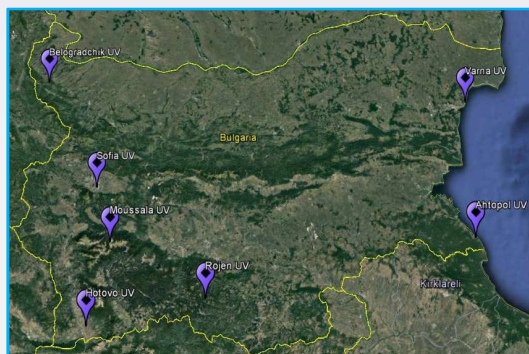 Belogradchik UV
Varna UV
Bulgaria
Sofia UV
Moussala UV
Ahtopol UV
Rojen UV
Kirklareli
Hotovo UV